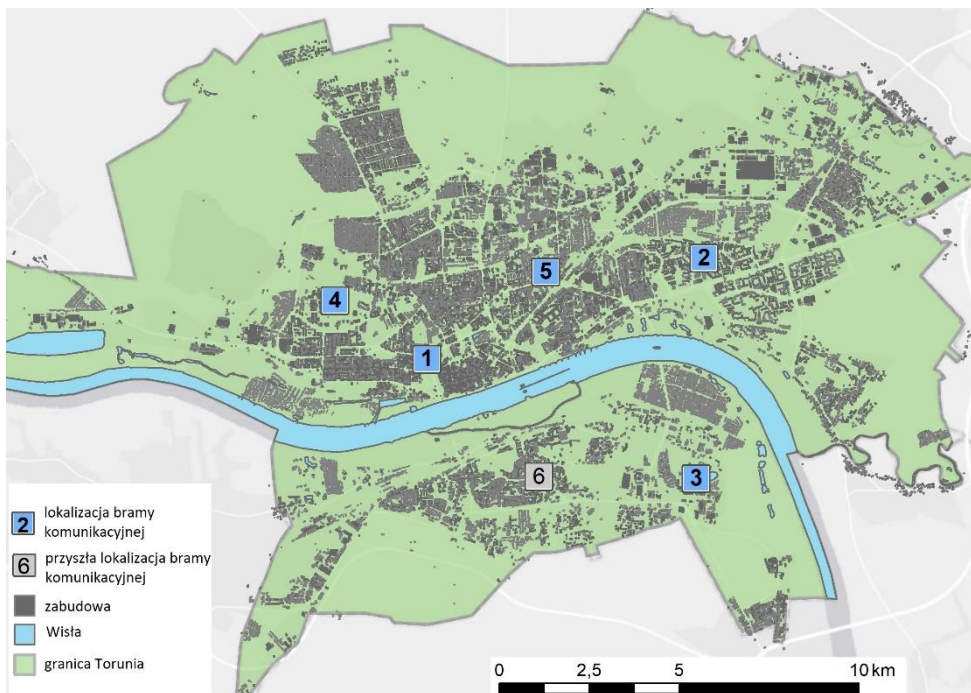 5
2
4
1
6
3
2 lokalizacja bramy
komunikacyjnej
6 przyszła lokalizacja bramy
komunikacyjnej
zabudowa
Wisła
granica Torunia
0 2,5 5 10 km